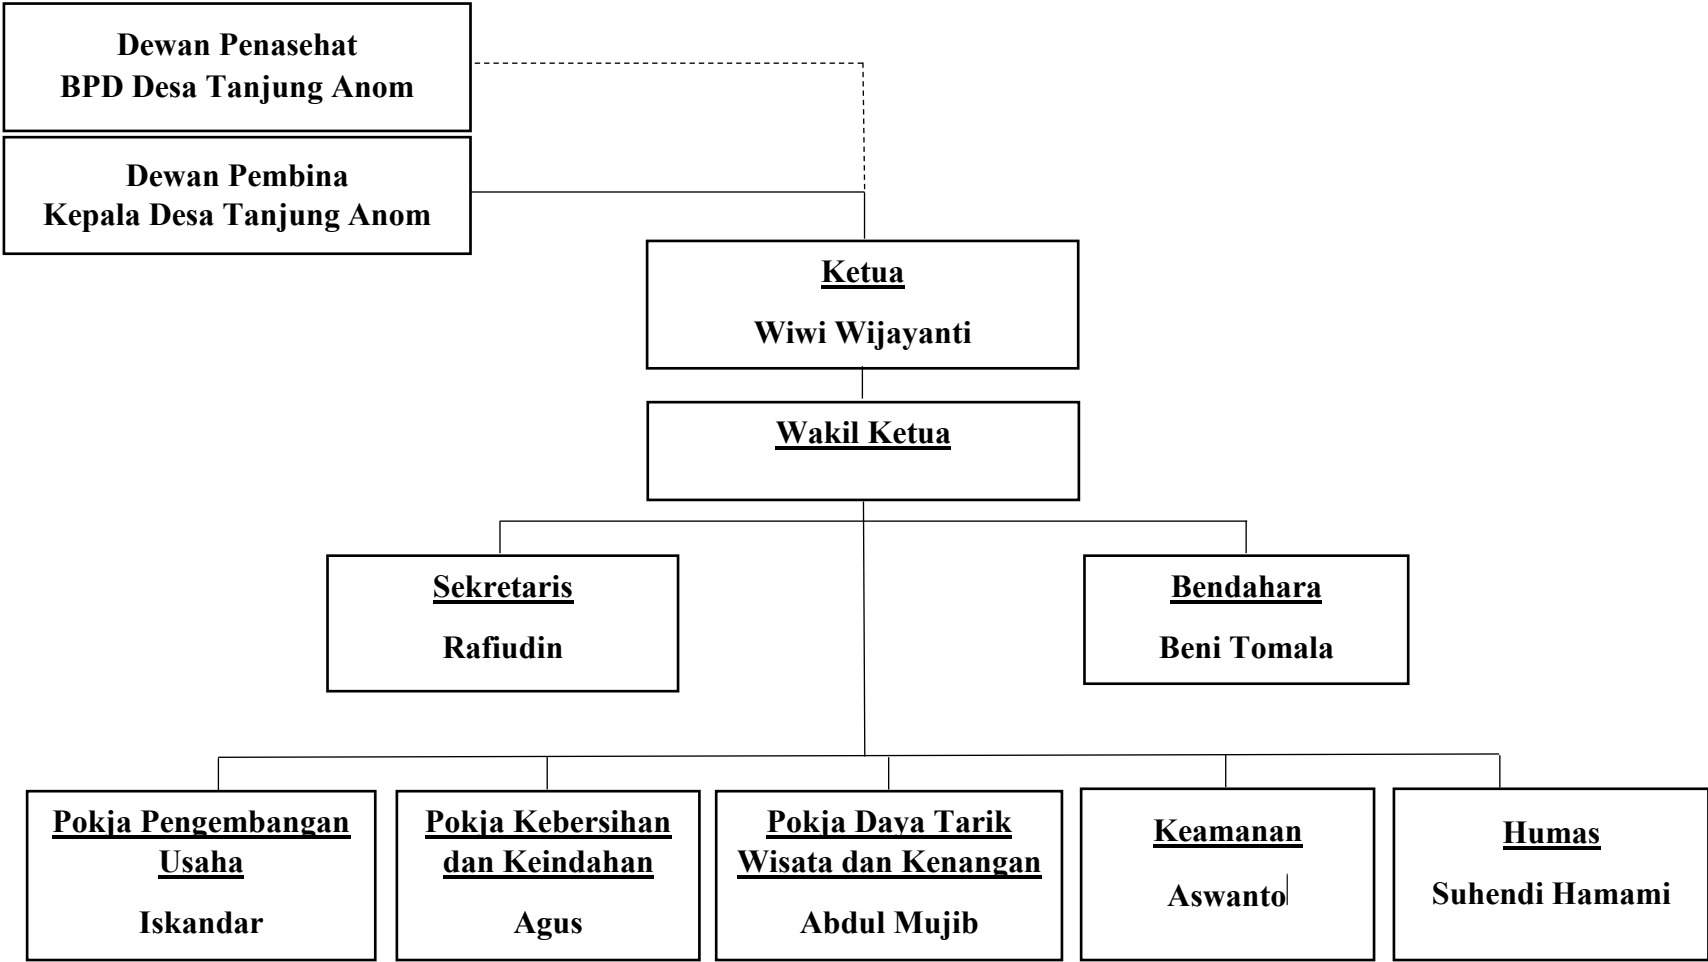 Dewan Penasehat
BPD Desa Tanjung Anom
Dewan Pembina
Kepala Desa Tanjung Anom
Ketua
Wiwi Wijayanti
Wakil Ketua
Sekretaris
Rafiudin
Bendahara
Beni Tomala
Pokja Pengembangan
Usaha
Iskandar
Pokja Kebersihan
dan Keindahan
Agus
Pokja Daya Tarik
Wisata dan Kenangan
Abdul Mujib
Keamanan
Aswanto
Humas
Suhendi Hamami